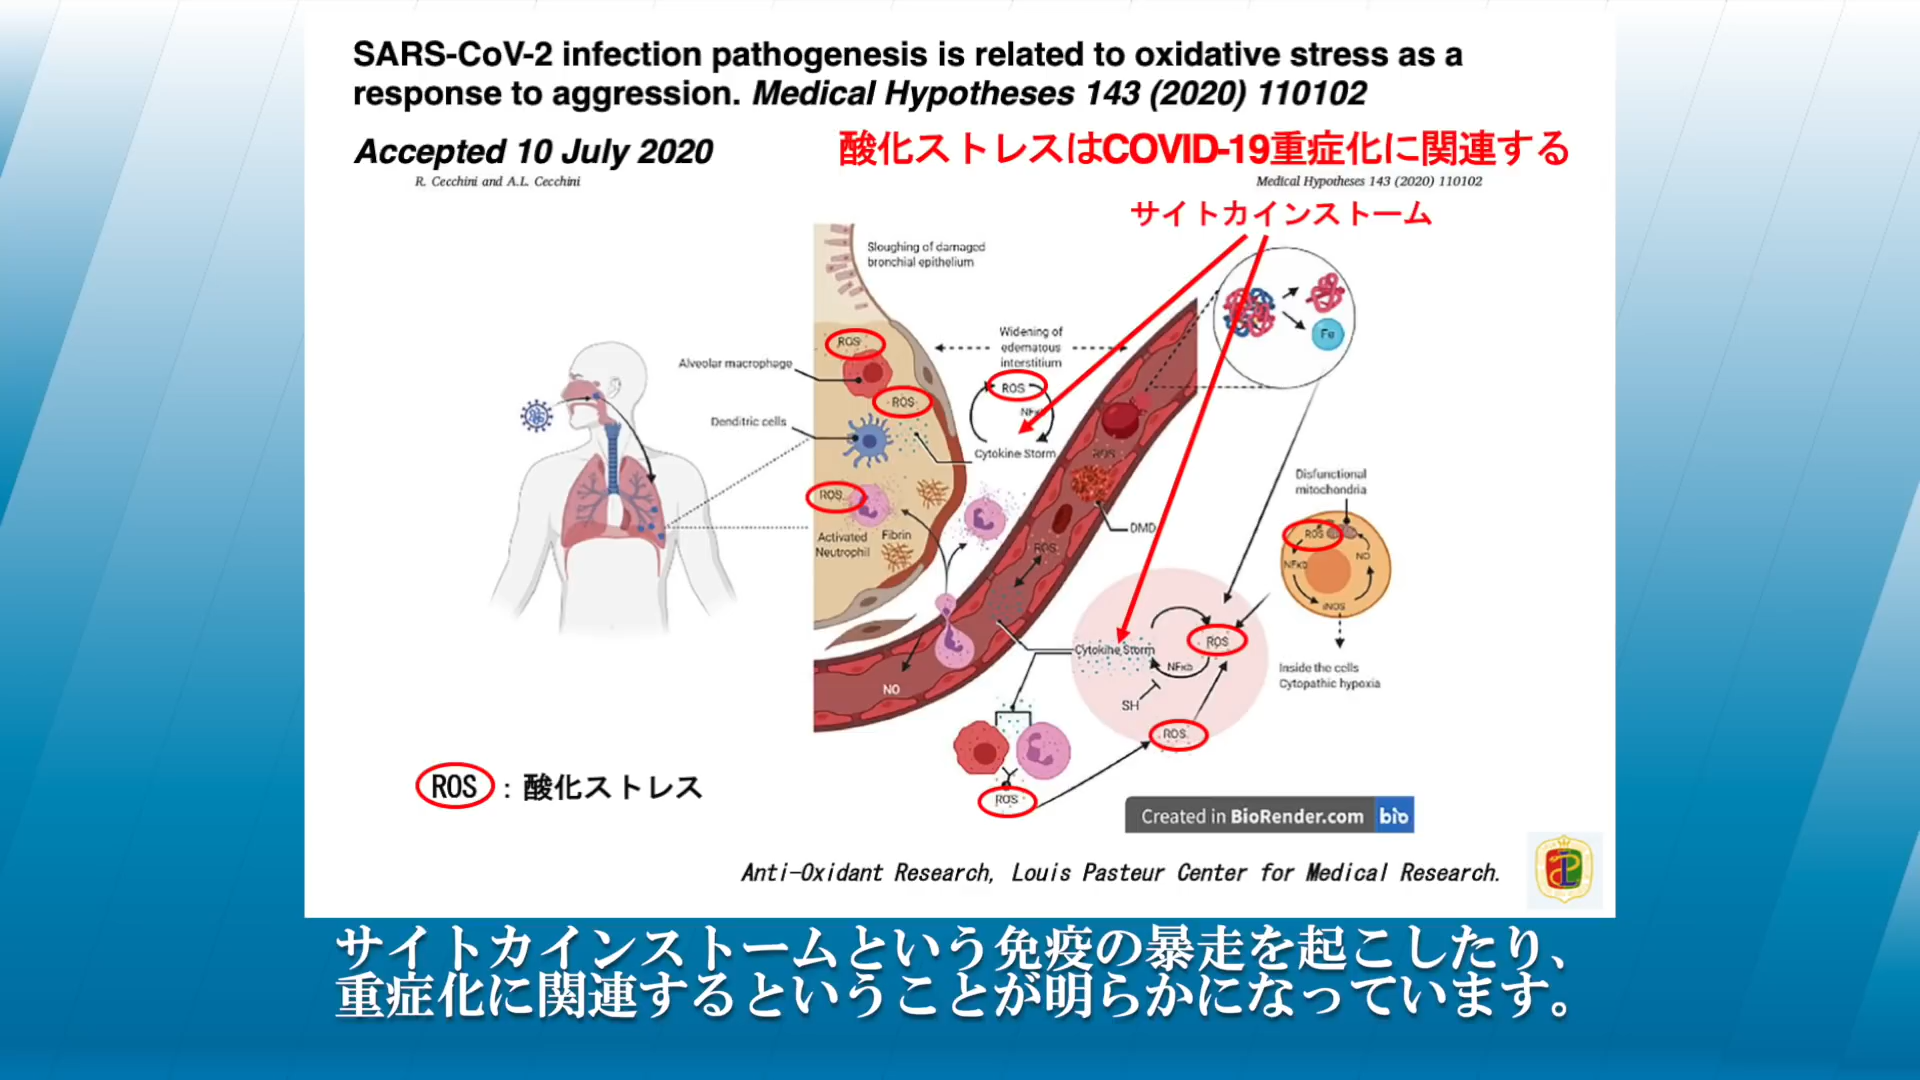 SARS-CoV-2 infection pathogenesis is related to oxidative stress as a
response to aggression. Medical Hypotheses 143 (2020) 110102
Accepted 10 July 2020
酸化ストレスはCOVID-19重症化に関連する
R. Cecchini and A.L. Cecchini
Medical Hypotheses 143 (2020) 110102
サイトカインストーム
Sloughing of damaged
bronchial epithelium
Widening of
edematous
interstitium
Fe
ROS
Alveolar macrophage
ROS
ROS
NFκb
Denditric cells
Cytokine Storm
ROS
Disfunctional
mitochondria
ROS
DMD
Activated
Neutrophil
Fibrin
ROS
ROS
NO
NFκb
iNOS
Cytokine Storm
ROS
NFκb
Inside the cells
Cytopathic hypoxia
NO
SH
ROS
ROS
ROS : 酸化ストレス
Created in BioRender.com bio
Anti-Oxidant Research, Louis Pasteur Center for Medical Research.
サイトカインストームという免疫の暴走を起こしたり、
重症化に関連するということが明らかになっています。